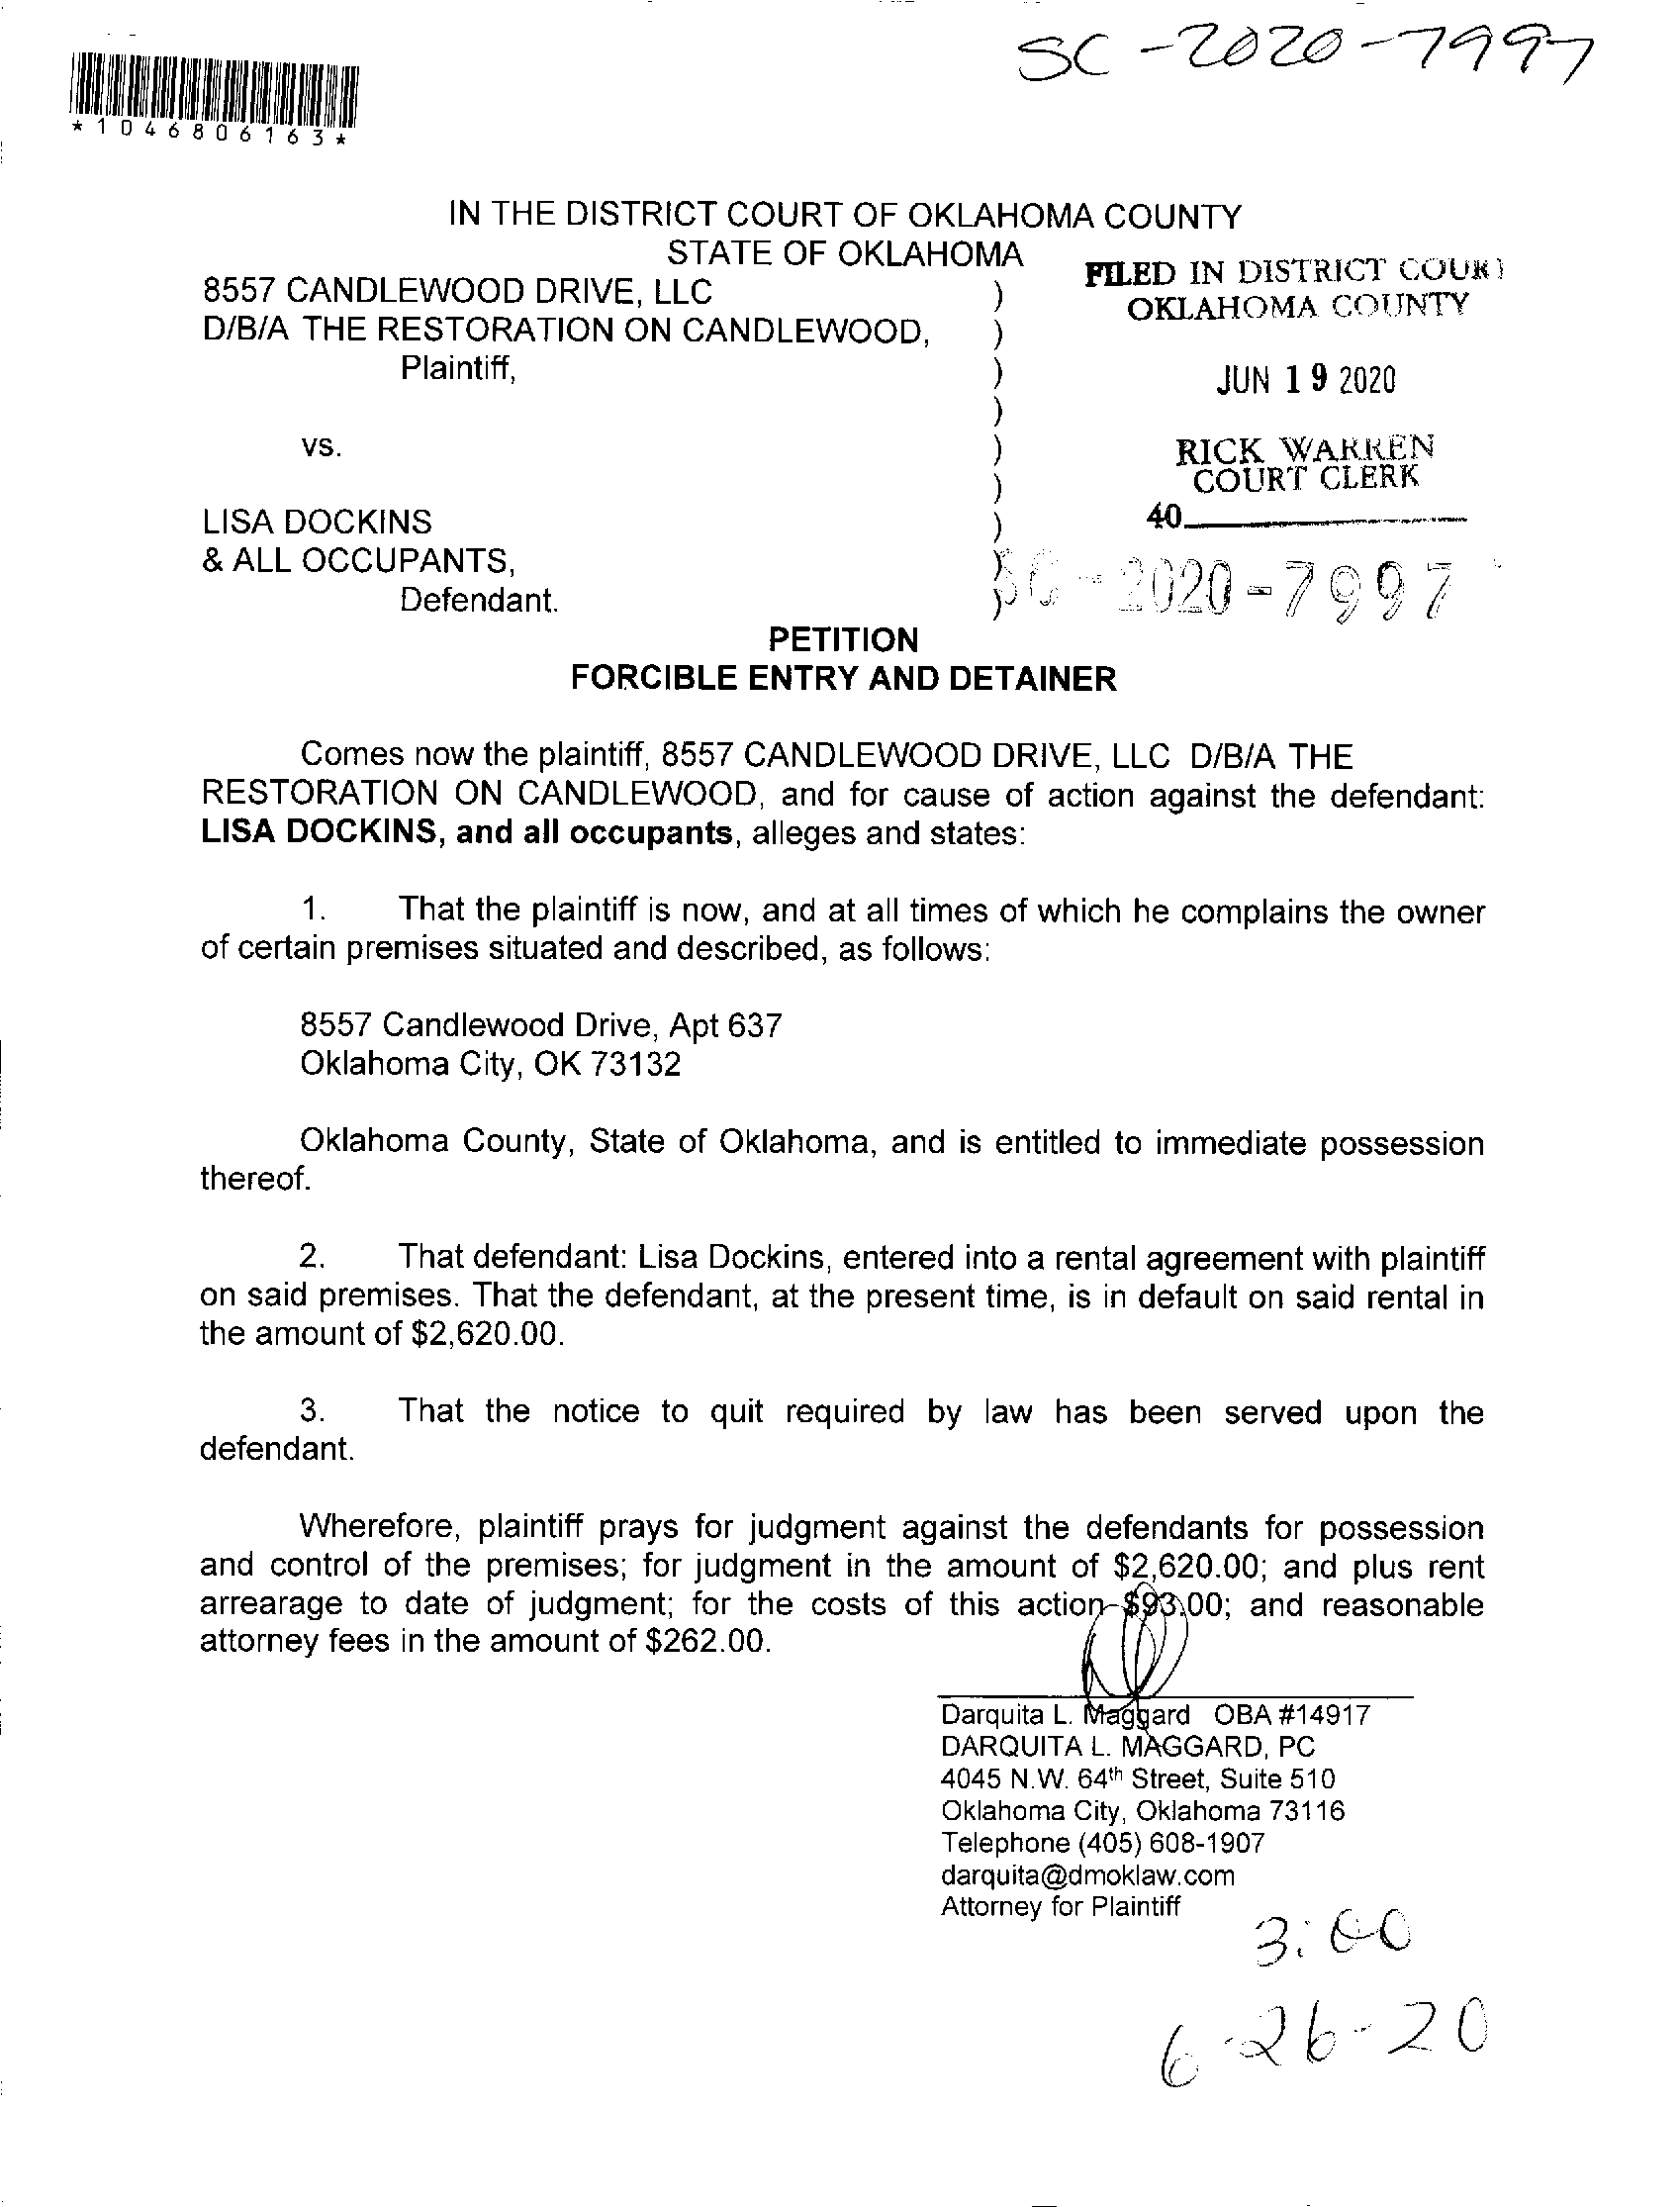 SC-2020-7997
*1046806163*
IN THE DISTRICT COURT OF OKLAHOMA COUNTY
STATE OF OKLAHOMA
8557 CANDLEWOOD DRIVE, LLC )
D/B/A THE RESTORATION ON CANDLEWOOD, )
Plaintiff, )
)
vs. )
)
LISA DOCKINS )
& ALL OCCUPANTS, )
Defendant. )
FILED IN DISTRICT COURT
OKLAHOMA COUNTY
JUN 19 2020
RICK WARREN
COURT CLERK
40
SC-2020-7997
PETITION
FORCIBLE ENTRY AND DETAINER
Comes now the plaintiff, 8557 CANDLEWOOD DRIVE, LLC D/B/A THE
RESTORATION ON CANDLEWOOD, and for cause of action against the defendant:
LISA DOCKINS, and all occupants, alleges and states:
1. That the plaintiff is now, and at all times of which he complains the owner
of certain premises situated and described, as follows:
8557 Candlewood Drive, Apt 637
Oklahoma City, OK 73132
Oklahoma County, State of Oklahoma, and is entitled to immediate possession
thereof.
2. That defendant: Lisa Dockins, entered into a rental agreement with plaintiff
on said premises. That the defendant, at the present time, is in default on said rental in
the amount of $2,620.00.
3. That the notice to quit required by law has been served upon the
defendant.
Wherefore, plaintiff prays for judgment against the defendants for possession
and control of the premises; for judgment in the amount of $2,620.00; and plus rent
arrearage to date of judgment; for the costs of this action $93.00; and reasonable
attorney fees in the amount of $262.00.
Darquita L. Maggard OBA #14917
DARQUITA L. MAGGARD, PC
4045 N.W. 64th Street, Suite 510
Oklahoma City, Oklahoma 73116
Telephone (405) 608-1907
darquita@dmoklaw.com
Attorney for Plaintiff
3:00
6-26-20